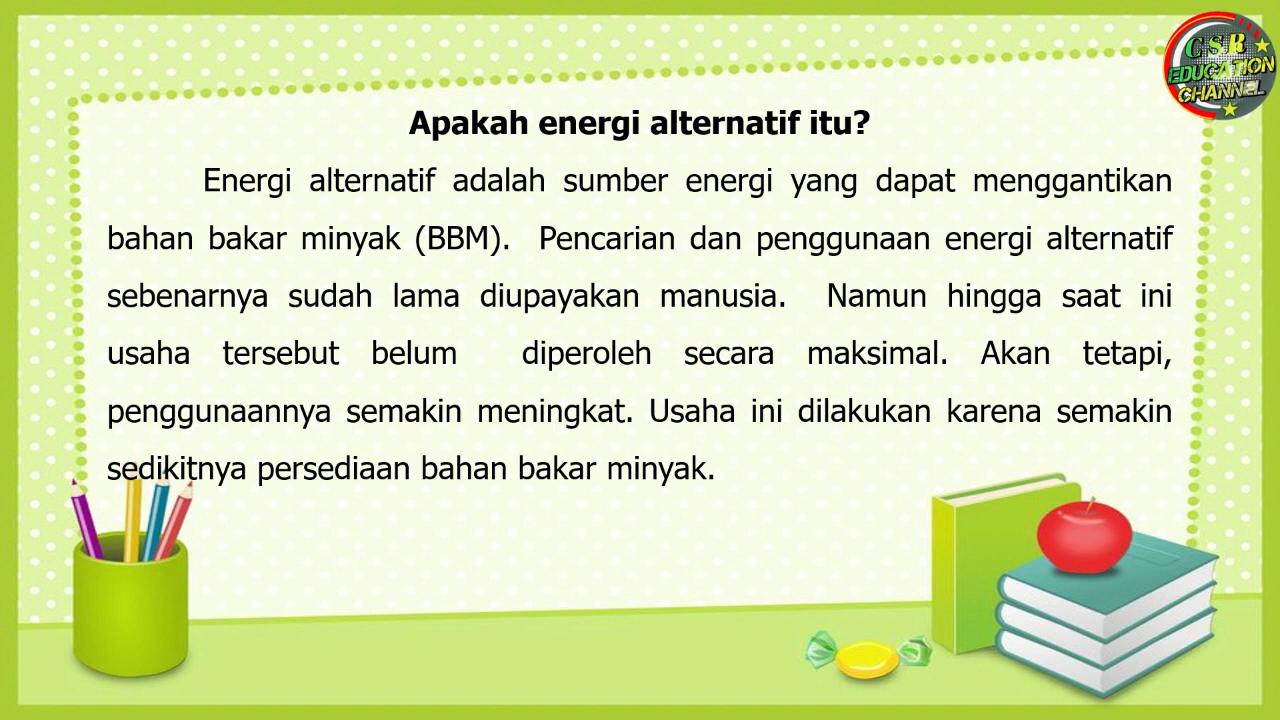 CSR
EDUCATION
CHANNEL
Apakah energi alternatif itu?
Energi alternatif adalah sumber energi yang dapat menggantikan
bahan bakar minyak (BBM). Pencarian dan penggunaan energi alternatif
sebenarnya sudah lama diupayakan manusia. Namun hingga saat ini
usaha tersebut belum diperoleh secara maksimal. Akan tetapi,
penggunaannya semakin meningkat. Usaha ini dilakukan karena semakin
sedikitnya persediaan bahan bakar minyak.